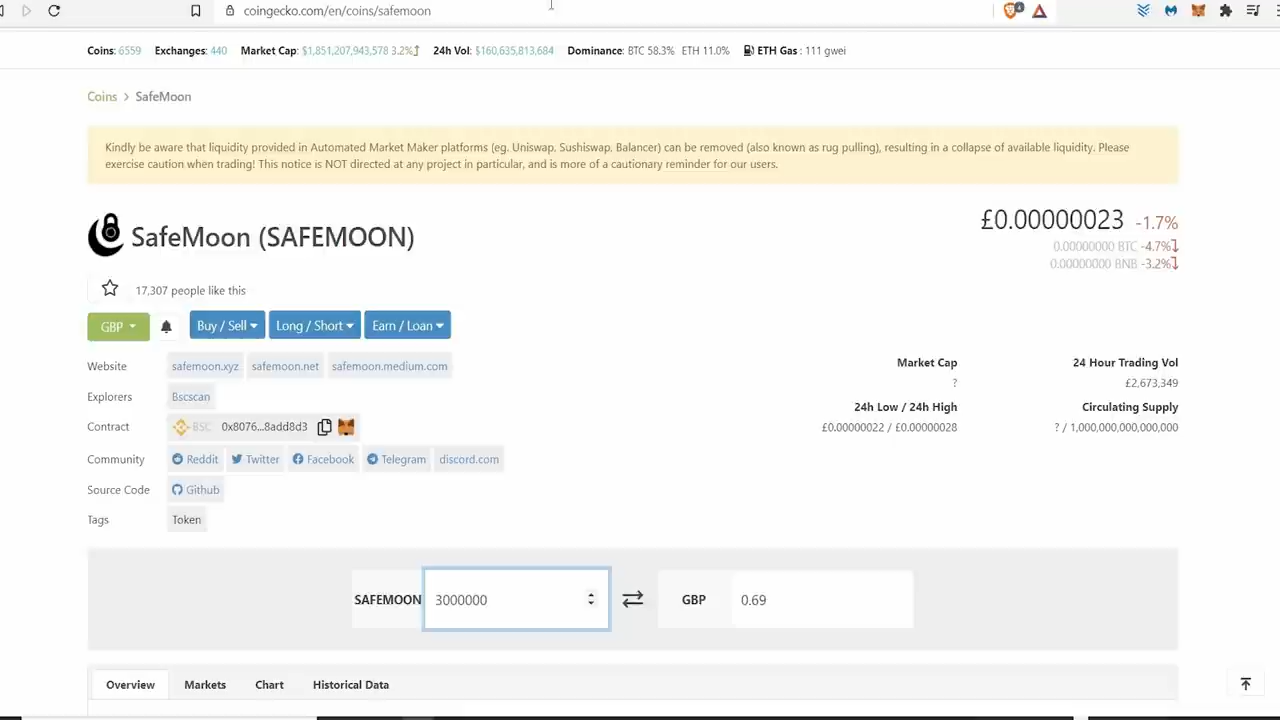 coingecko.com/en/coins/safemoon
Coins: 6559 Exchanges: 440 Market Cap: $1,851,207,943,578 3.2% 24h Vol: $160,635,813,684 Dominance: BTC 58.3% ETH 11.0% ETH Gas : 111 gwei
Coins > SafeMoon
Kindly be aware that liquidity provided in Automated Market Maker platforms (eg. Uniswap, Sushiswap, Balancer) can be removed (also known as rug pulling), resulting in a collapse of available liquidity. Please
exercise caution when trading! This notice is NOT directed at any project in particular, and is more of a cautionary reminder for our users.
SafeMoon (SAFEMOON)
£0.00000023 -1.7%
0.00000000 BTC -4.7%
0.00000000 BNB -3.2%
17,307 people like this
GBP Buy / Sell Long / Short Earn / Loan
Website safemoon.xyz safemoon.net safemoon.medium.com
Explorers Bscscan
Contract BSC 0x8076...8add8d3
Community Reddit Twitter Facebook Telegram discord.com
Source Code Github
Tags Token
Market Cap 24 Hour Trading Vol
? £2,673,349
24h Low / 24h High Circulating Supply
£0.00000022 / £0.00000028 ? / 1,000,000,000,000,000
SAFEMOON 3000000 GBP 0.69
Overview Markets Chart Historical Data